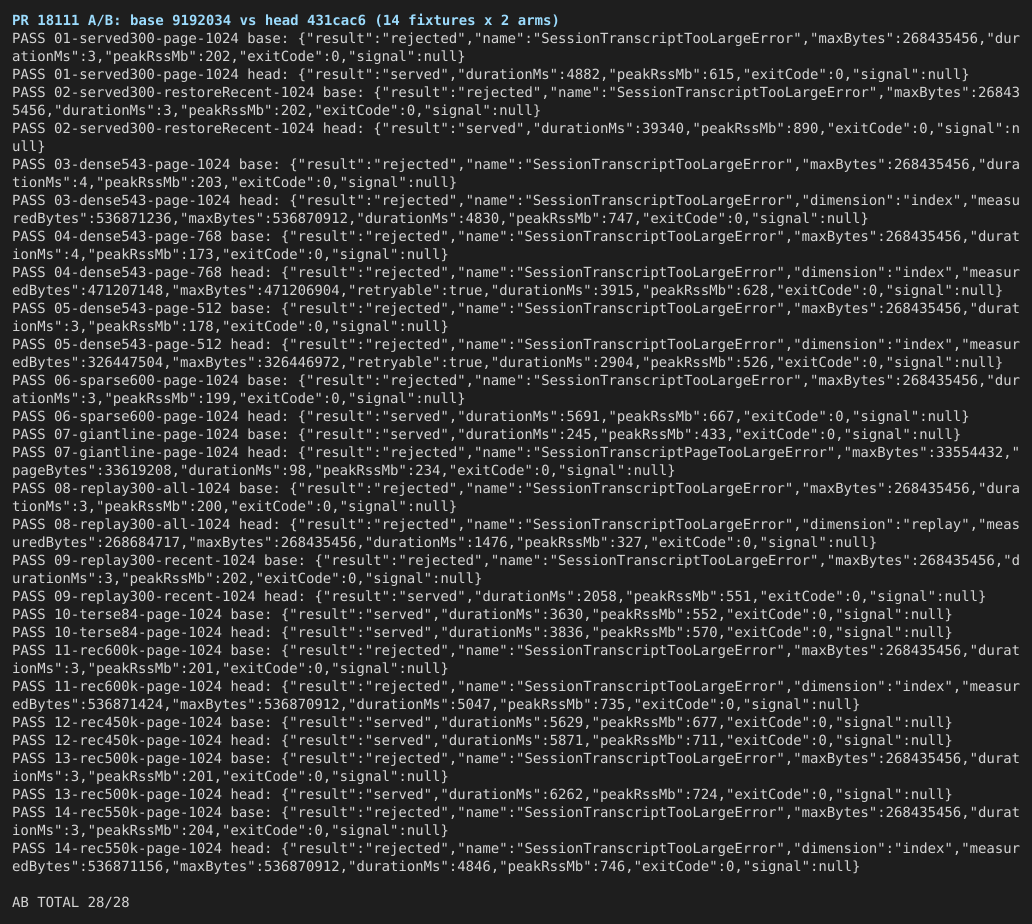 PR 18111 A/B: base 9192034 vs head 431cac6 (14 fixtures x 2 arms)
PASS 01-served300-page-1024 base: {"result":"rejected","name":"SessionTranscriptTooLargeError","maxBytes":268435456,"dur
ationMs":3,"peakRssMb":202,"exitCode":0,"signal":null}
PASS 01-served300-page-1024 head: {"result":"served","durationMs":4882,"peakRssMb":615,"exitCode":0,"signal":null}
PASS 02-served300-restoreRecent-1024 base: {"result":"rejected","name":"SessionTranscriptTooLargeError","maxBytes":26843
5456,"durationMs":3,"peakRssMb":202,"exitCode":0,"signal":null}
PASS 02-served300-restoreRecent-1024 head: {"result":"served","durationMs":39340,"peakRssMb":890,"exitCode":0,"signal":n
ull}
PASS 03-dense543-page-1024 base: {"result":"rejected","name":"SessionTranscriptTooLargeError","maxBytes":268435456,"dura
tionMs":4,"peakRssMb":203,"exitCode":0,"signal":null}
PASS 03-dense543-page-1024 head: {"result":"rejected","name":"SessionTranscriptTooLargeError","dimension":"index","measu
redBytes":536871236,"maxBytes":536870912,"durationMs":4830,"peakRssMb":747,"exitCode":0,"signal":null}
PASS 04-dense543-page-768 base: {"result":"rejected","name":"SessionTranscriptTooLargeError","maxBytes":268435456,"durat
ionMs":4,"peakRssMb":173,"exitCode":0,"signal":null}
PASS 04-dense543-page-768 head: {"result":"rejected","name":"SessionTranscriptTooLargeError","dimension":"index","measur
edBytes":471207148,"maxBytes":471206904,"retryable":true,"durationMs":3915,"peakRssMb":628,"exitCode":0,"signal":null}
PASS 05-dense543-page-512 base: {"result":"rejected","name":"SessionTranscriptTooLargeError","maxBytes":268435456,"durat
ionMs":3,"peakRssMb":178,"exitCode":0,"signal":null}
PASS 05-dense543-page-512 head: {"result":"rejected","name":"SessionTranscriptTooLargeError","dimension":"index","measur
edBytes":326447504,"maxBytes":326446972,"retryable":true,"durationMs":2904,"peakRssMb":526,"exitCode":0,"signal":null}
PASS 06-sparse600-page-1024 base: {"result":"rejected","name":"SessionTranscriptTooLargeError","maxBytes":268435456,"dur
ationMs":3,"peakRssMb":199,"exitCode":0,"signal":null}
PASS 06-sparse600-page-1024 head: {"result":"served","durationMs":5691,"peakRssMb":667,"exitCode":0,"signal":null}
PASS 07-giantline-page-1024 base: {"result":"served","durationMs":245,"peakRssMb":433,"exitCode":0,"signal":null}
PASS 07-giantline-page-1024 head: {"result":"rejected","name":"SessionTranscriptPageTooLargeError","maxBytes":33554432,"
pageBytes":33619208,"durationMs":98,"peakRssMb":234,"exitCode":0,"signal":null}
PASS 08-replay300-all-1024 base: {"result":"rejected","name":"SessionTranscriptTooLargeError","maxBytes":268435456,"dura
tionMs":3,"peakRssMb":200,"exitCode":0,"signal":null}
PASS 08-replay300-all-1024 head: {"result":"rejected","name":"SessionTranscriptTooLargeError","dimension":"replay","meas
uredBytes":268684717,"maxBytes":268435456,"durationMs":1476,"peakRssMb":327,"exitCode":0,"signal":null}
PASS 09-replay300-recent-1024 base: {"result":"rejected","name":"SessionTranscriptTooLargeError","maxBytes":268435456,"d
urationMs":3,"peakRssMb":202,"exitCode":0,"signal":null}
PASS 09-replay300-recent-1024 head: {"result":"served","durationMs":2058,"peakRssMb":551,"exitCode":0,"signal":null}
PASS 10-terse84-page-1024 base: {"result":"served","durationMs":3630,"peakRssMb":552,"exitCode":0,"signal":null}
PASS 10-terse84-page-1024 head: {"result":"served","durationMs":3836,"peakRssMb":570,"exitCode":0,"signal":null}
PASS 11-rec600k-page-1024 base: {"result":"rejected","name":"SessionTranscriptTooLargeError","maxBytes":268435456,"durat
ionMs":3,"peakRssMb":201,"exitCode":0,"signal":null}
PASS 11-rec600k-page-1024 head: {"result":"rejected","name":"SessionTranscriptTooLargeError","dimension":"index","measur
edBytes":536871424,"maxBytes":536870912,"durationMs":5047,"peakRssMb":735,"exitCode":0,"signal":null}
PASS 12-rec450k-page-1024 base: {"result":"served","durationMs":5629,"peakRssMb":677,"exitCode":0,"signal":null}
PASS 12-rec450k-page-1024 head: {"result":"served","durationMs":5871,"peakRssMb":711,"exitCode":0,"signal":null}
PASS 13-rec500k-page-1024 base: {"result":"rejected","name":"SessionTranscriptTooLargeError","maxBytes":268435456,"durat
ionMs":3,"peakRssMb":201,"exitCode":0,"signal":null}
PASS 13-rec500k-page-1024 head: {"result":"served","durationMs":6262,"peakRssMb":724,"exitCode":0,"signal":null}
PASS 14-rec550k-page-1024 base: {"result":"rejected","name":"SessionTranscriptTooLargeError","maxBytes":268435456,"durat
ionMs":3,"peakRssMb":204,"exitCode":0,"signal":null}
PASS 14-rec550k-page-1024 head: {"result":"rejected","name":"SessionTranscriptTooLargeError","dimension":"index","measur
edBytes":536871156,"maxBytes":536870912,"durationMs":4846,"peakRssMb":746,"exitCode":0,"signal":null}
AB TOTAL 28/28